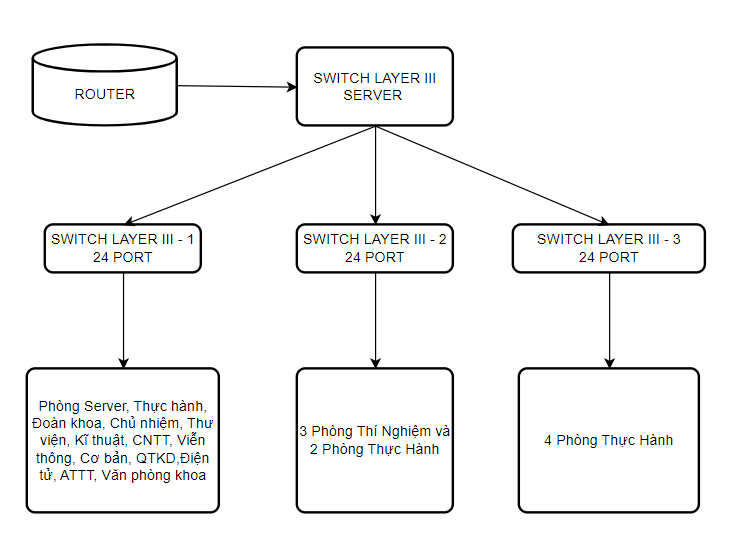 ROUTER
SWITCH LAYER III
SERVER
SWITCH LAYER III - 1
24 PORT
SWITCH LAYER III - 2
24 PORT
SWITCH LAYER III - 3
24 PORT
Phòng Server, Thực hành,
Đoàn khoa, Chủ nhiệm, Thư
viện, Kĩ thuật, CNTT, Viễn
thông, Cơ bản, QTKD,Điện
tử, ATTT, Văn phòng khoa
3 Phòng Thí Nghiệm và
2 Phòng Thực Hành
4 Phòng Thực Hành